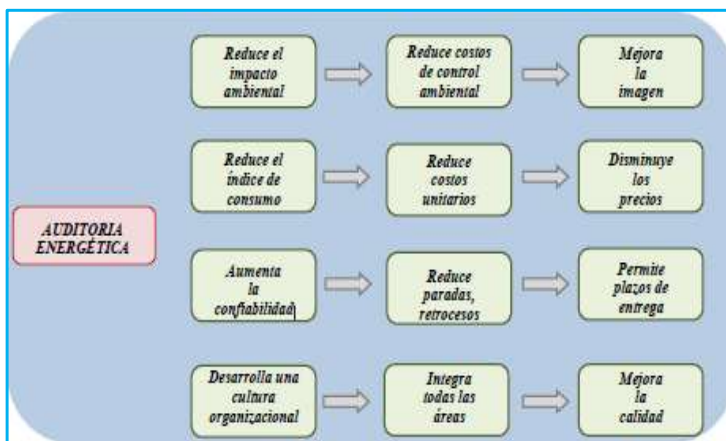 Reduce el
impacto
ambiental
Reduce costos
de control
ambiental
Mejora
la
imagen
Reduce el
índice de
consumo
Reduce
costos
unitarios
Disminuye
los
precios
AUDITORIA
ENERGÉTICA
Aumenta
la
confiabilidad
Reduce
paradas,
retrocesos
Permite
plazos de
entrega
Desarrolla una
cultura
organizacional
Integra
todas las
áreas
Mejora
la
calidad